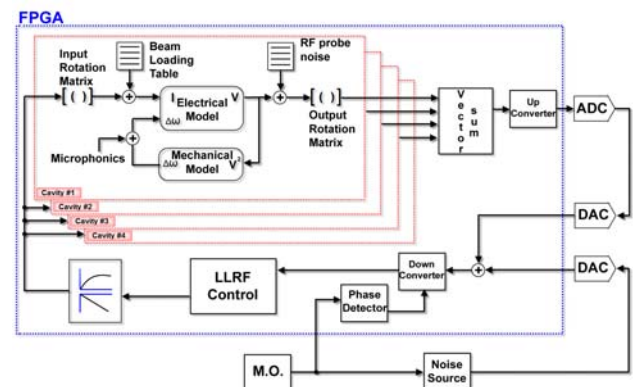 FPGA
Input
Rotation
Matrix
Beam
Loading
Table
RF probe
noise
[( )]
I Electrical V
Model
Δω
[( )]
Output
Rotation
Matrix
Microphonics
Mechanical
Δω Model V²
Vector
sum
Up
Converter
ADC
Cavity #1
Cavity #2
Cavity #3
Cavity #4
DAC
DAC
LLRF
Control
Down
Converter
Phase
Detector
M.O.
Noise
Source